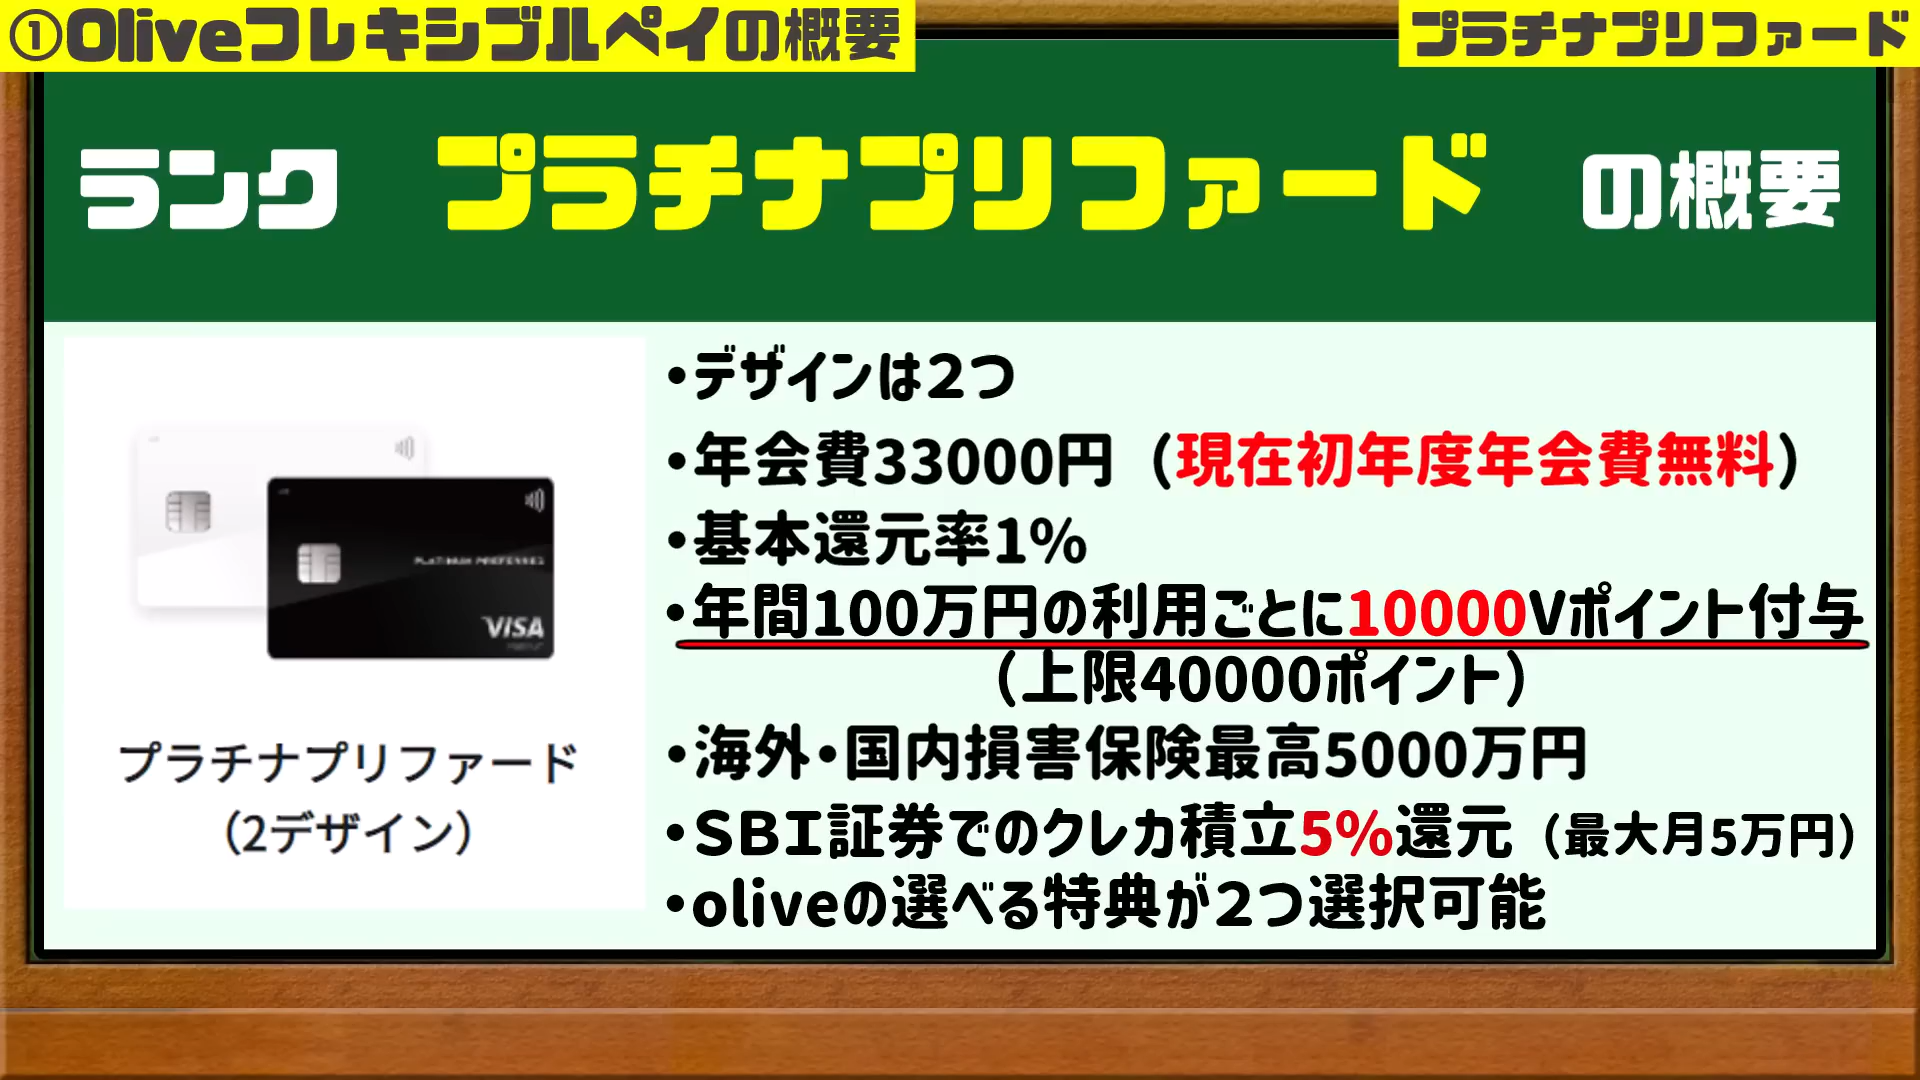 ①Oliveフレキシブルペイの概要
プラチナプリファード
ランク プラチナプリファード の概要
・デザインは2つ
・年会費33000円（現在初年度年会費無料）
・基本還元率1%
・年間100万円の利用ごとに10000Vポイント付与
（上限40000ポイント）
・海外・国内損害保険最高5000万円
・SBI証券でのクレカ積立5%還元（最大月5万円）
・oliveの選べる特典が2つ選択可能
PLATINUM PREFERRED
VISA
プラチナプリファード
（2デザイン）